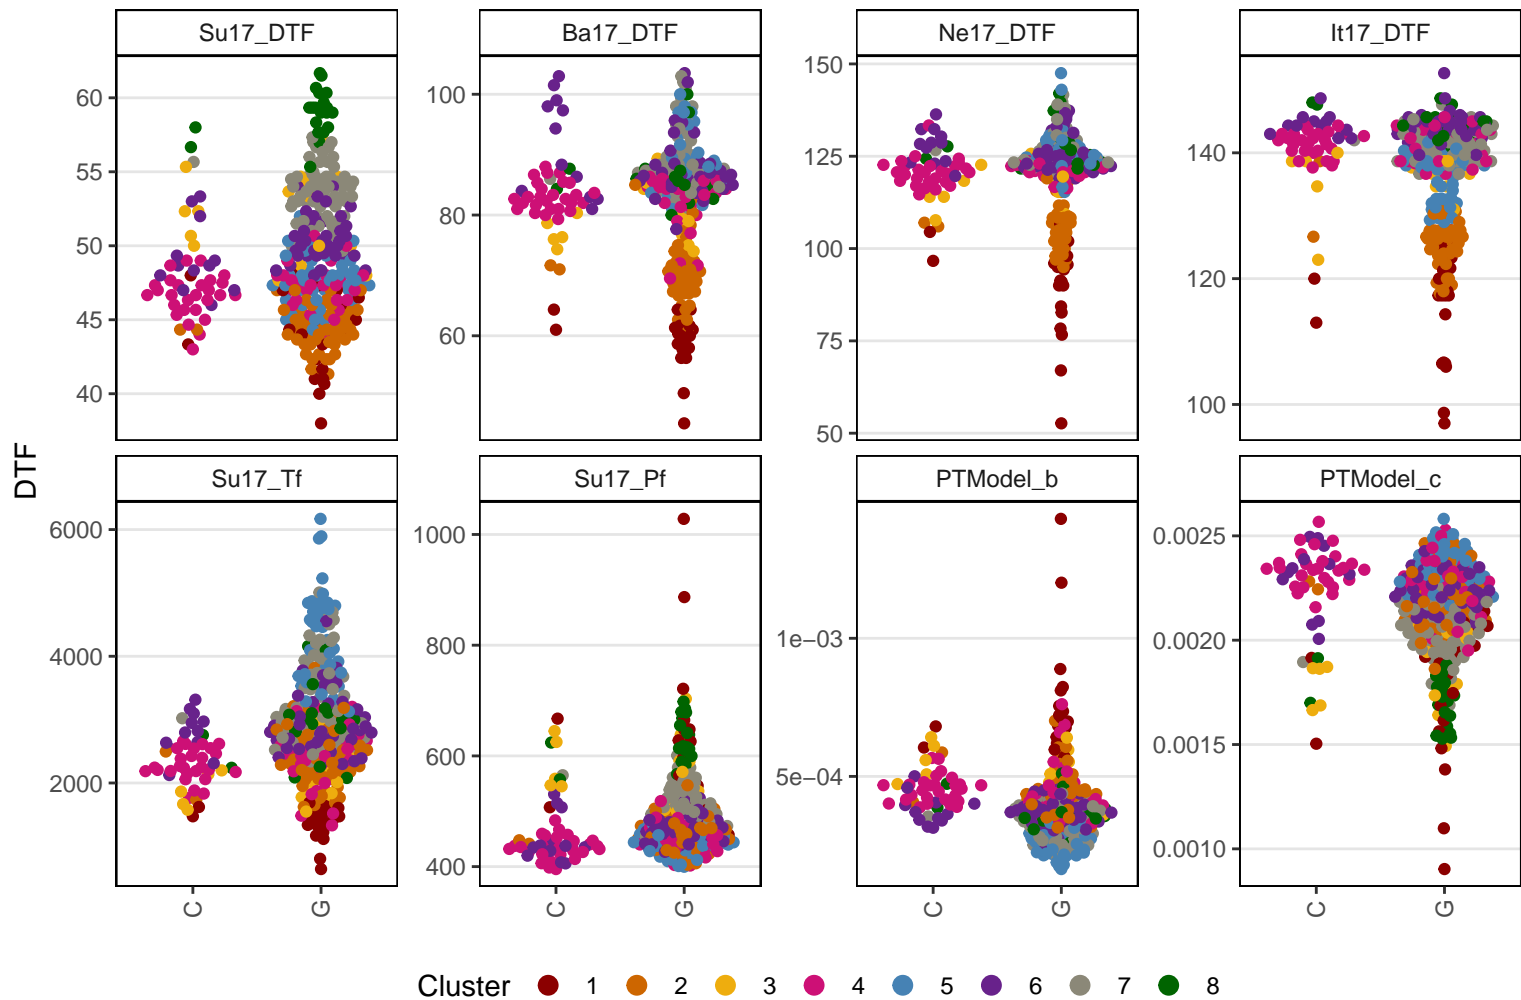 Su17_DTF
Ba17_DTF
Ne17_DTF
It17_DTF
60
55
50
45
40
100
80
60
150
125
100
75
50
140
120
100
DTF
Su17_Tf
Su17_Pf
PTModel_b
PTModel_c
6000
4000
2000
1000
800
600
400
1e−03
5e−04
0.0025
0.0020
0.0015
0.0010
C G C G C G C G
Cluster 1 2 3 4 5 6 7 8